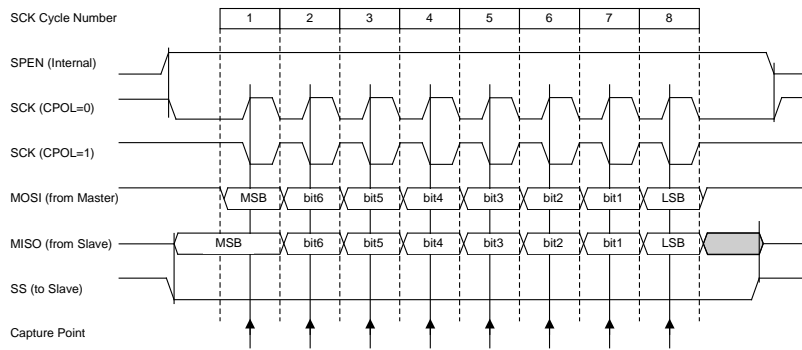 SCK Cycle Number 1 2 3 4 5 6 7 8
SPEN (Internal)
SCK (CPOL=0)
SCK (CPOL=1)
MOSI (from Master) MSB bit6 bit5 bit4 bit3 bit2 bit1 LSB
MISO (from Slave) MSB bit6 bit5 bit4 bit3 bit2 bit1 LSB
SS (to Slave)
Capture Point